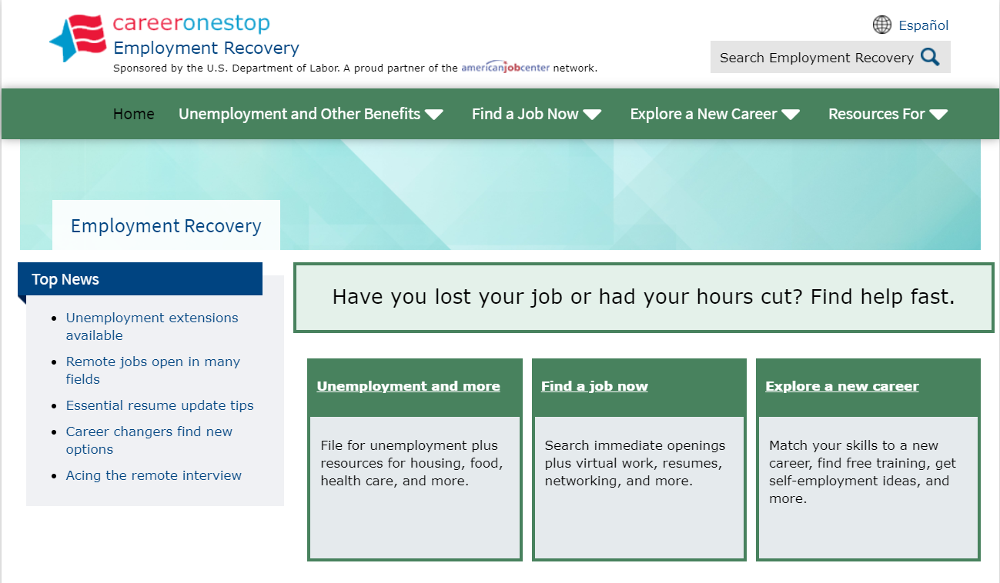 careeronestop
Employment Recovery
Sponsored by the U.S. Department of Labor. A proud partner of the americanjobcenter network.
Español
Search Employment Recovery
Home
Unemployment and Other Benefits
Find a Job Now
Explore a New Career
Resources For
Employment Recovery
Top News
Unemployment extensions
available
Remote jobs open in many
fields
Essential resume update tips
Career changers find new
options
Acing the remote interview
Have you lost your job or had your hours cut? Find help fast.
Unemployment and more
File for unemployment plus
resources for housing, food,
health care, and more.
Find a job now
Search immediate openings
plus virtual work, resumes,
networking, and more.
Explore a new career
Match your skills to a new
career, find free training, get
self-employment ideas, and
more.